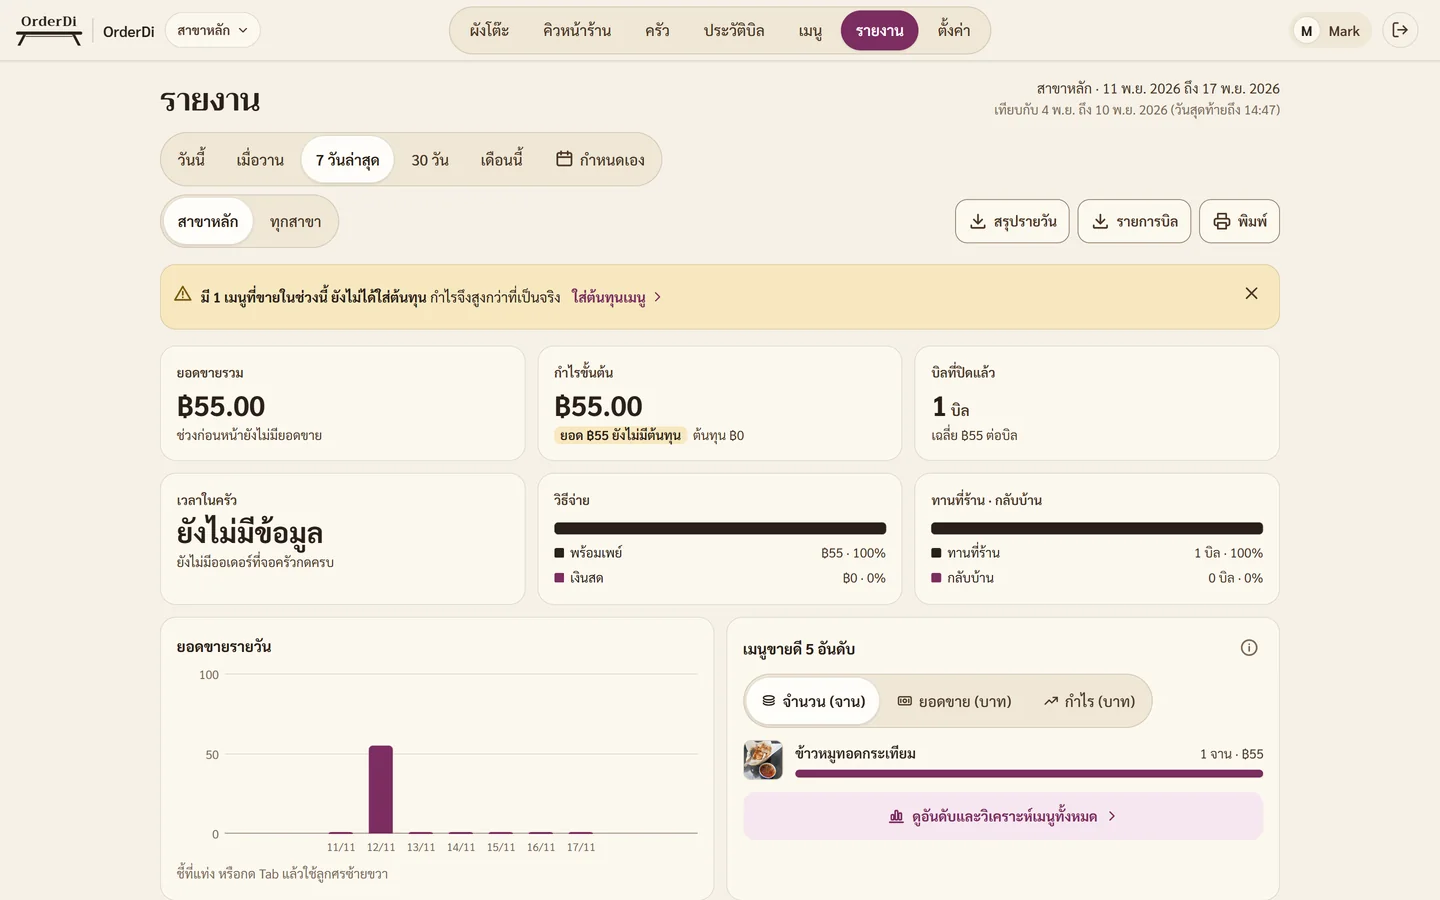 OrderDi
OrderDi
สาขาหลัก
ผังโต๊ะ
คิวหน้าร้าน
ครัว
ประวัติบิล
เมนู
รายงาน
ตั้งค่า
M Mark
รายงาน
สาขาหลัก · 11 พ.ย. 2026 ถึง 17 พ.ย. 2026
เทียบกับ 4 พ.ย. ถึง 10 พ.ย. 2026 (วันสุดท้ายถึง 14:47)
วันนี้
เมื่อวาน
7 วันล่าสุด
30 วัน
เดือนนี้
กำหนดเอง
สาขาหลัก
ทุกสาขา
สรุปรายวัน
รายการบิล
พิมพ์
มี 1 เมนูที่ขายในช่วงนี้ ยังไม่ได้ใส่ต้นทุน กำไรจึงสูงกว่าที่เป็นจริง ใส่ต้นทุนเมนู
ยอดขายรวม
฿55.00
ช่วงก่อนหน้ายังไม่มียอดขาย
กำไรขั้นต้น
฿55.00
ยอด ฿55 ยังไม่มีต้นทุน ต้นทุน ฿0
บิลที่ปิดแล้ว
1 บิล
เฉลี่ย ฿55 ต่อบิล
เวลาในครัว
ยังไม่มีข้อมูล
ยังไม่มีออเดอร์ที่จอครัวกดครบ
วิธีจ่าย
พร้อมเพย์ ฿55 · 100%
เงินสด ฿0 · 0%
ทานที่ร้าน · กลับบ้าน
ทานที่ร้าน 1 บิล · 100%
กลับบ้าน 0 บิล · 0%
ยอดขายรายวัน
100
50
0
11/11 12/11 13/11 14/11 15/11 16/11 17/11
ชี้ที่แท่ง หรือกด Tab แล้วใช้ลูกศรซ้ายขวา
เมนูขายดี 5 อันดับ
จำนวน (จาน)
ยอดขาย (บาท)
กำไร (บาท)
ข้าวหมูทอดกระเทียม 1 จาน · ฿55
ดูอันดับและวิเคราะห์เมนูทั้งหมด